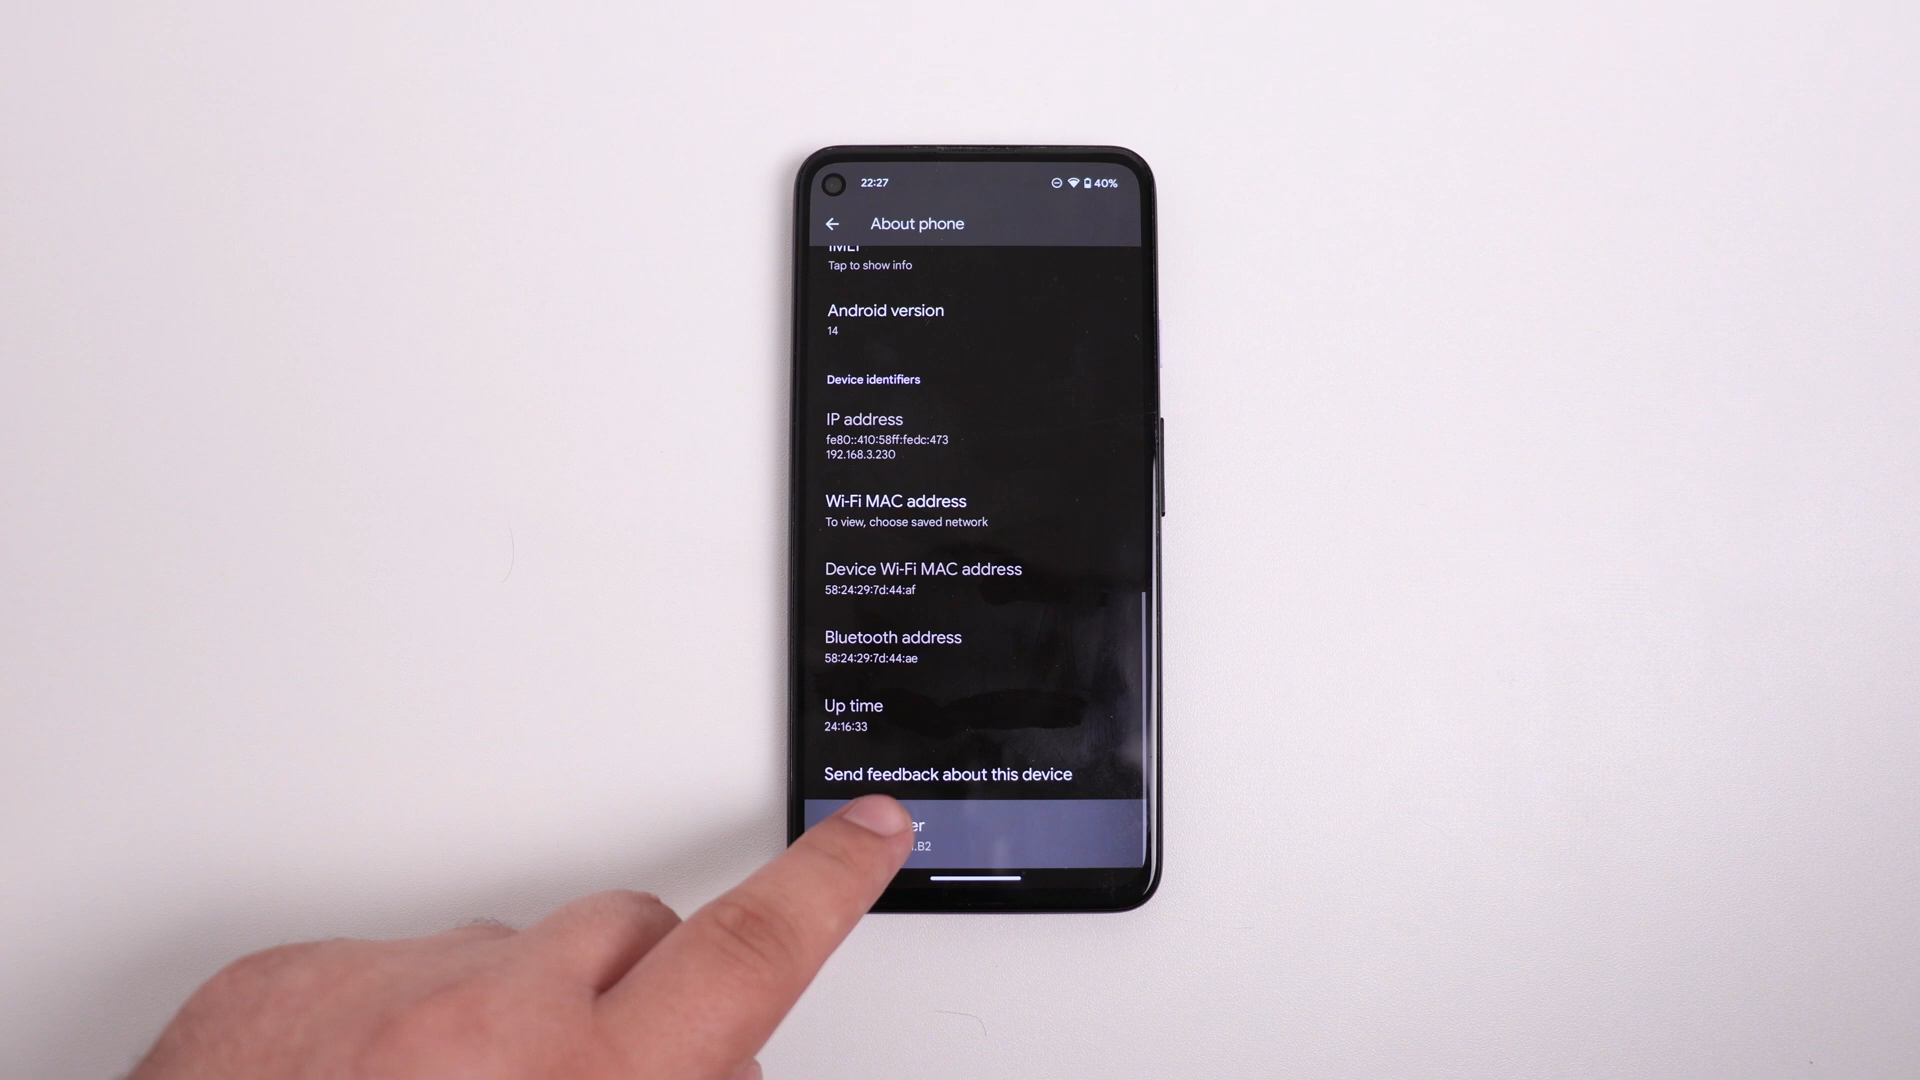 22:27 40%
About phone
IMEI
Tap to show info
Android version
14
Device identifiers
IP address
fe80::410:58ff:fedc:473
192.168.3.230
Wi-Fi MAC address
To view, choose saved network
Device Wi-Fi MAC address
58:24:29:7d:44:af
Bluetooth address
58:24:29:7d:44:ae
Up time
24:16:33
Send feedback about this device
er
.B2